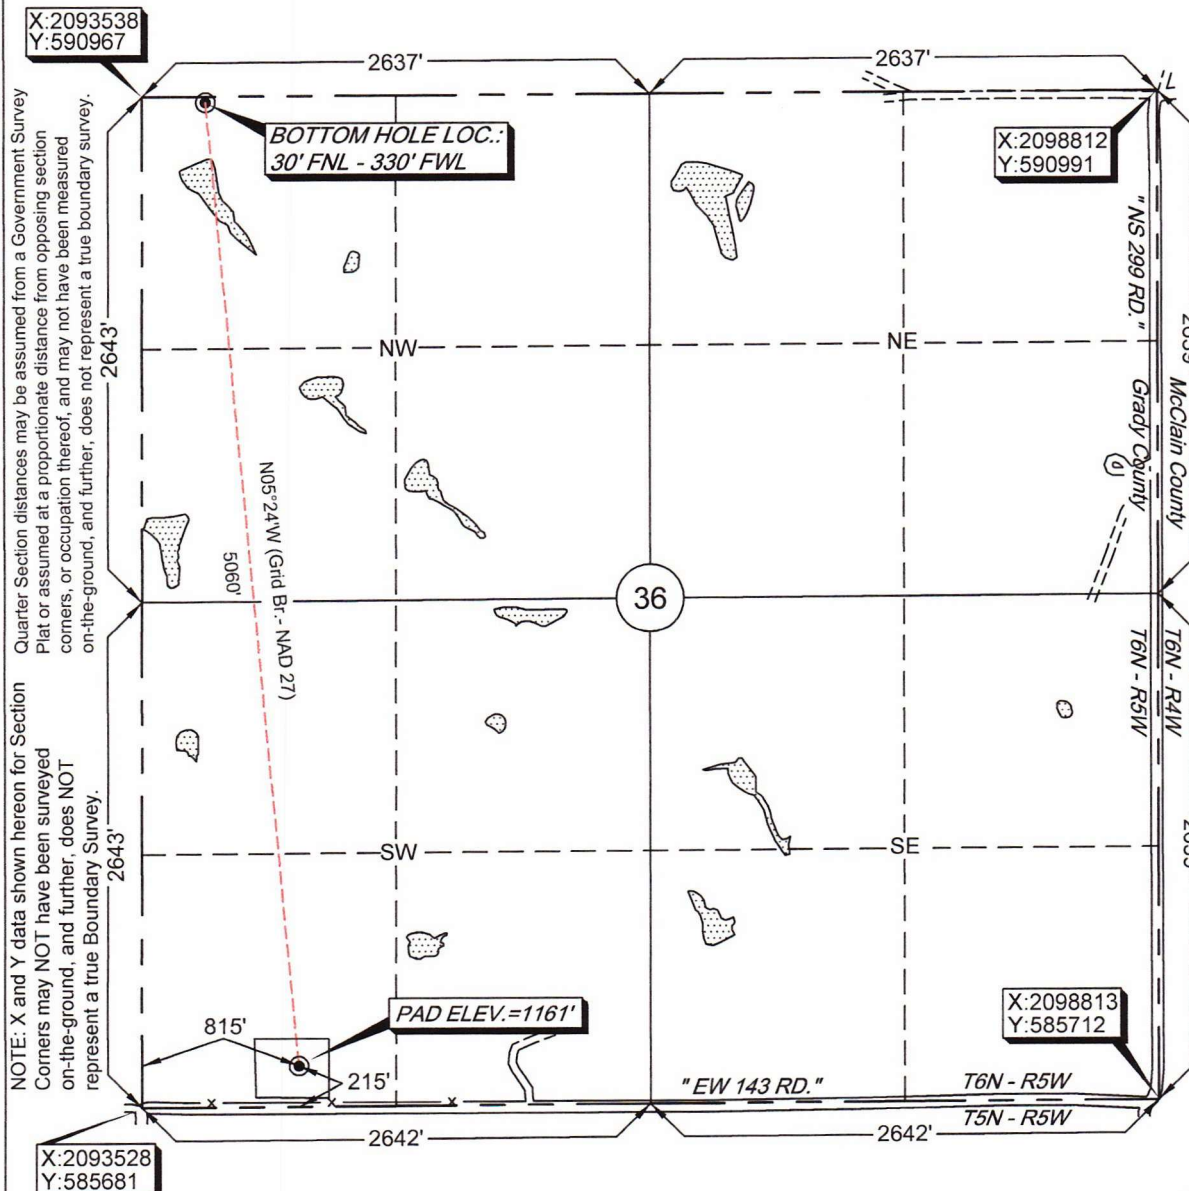 X:2093538
Y:590967
2637'
2637'
BOTTOM HOLE LOC.:
30' FNL - 330' FWL
X:2098812
Y:590991
"NS 299 RD."
Grady County
McClain County
Quarter Section distances may be assumed from a Government Survey
Plat or assumed at a proportionate distance from opposing section
corners, or occupation thereof, and may not have been measured
on-the-ground, and further, does not represent a true boundary survey.
2643'
NW
NE
N05°24'W (Grid Br.- NAD 27)
5060'
36
T6N - R5W
T6N - R4W
NOTE: X and Y data shown hereon for Section
Corners may NOT have been surveyed
on-the-ground, and further, does NOT
represent a true Boundary Survey.
2643'
SW
SE
PAD ELEV.=1161'
815'
215'
X:2098813
Y:585712
"EW 143 RD."
T6N - R5W
T5N - R5W
2642'
2642'
X:2093528
Y:585681